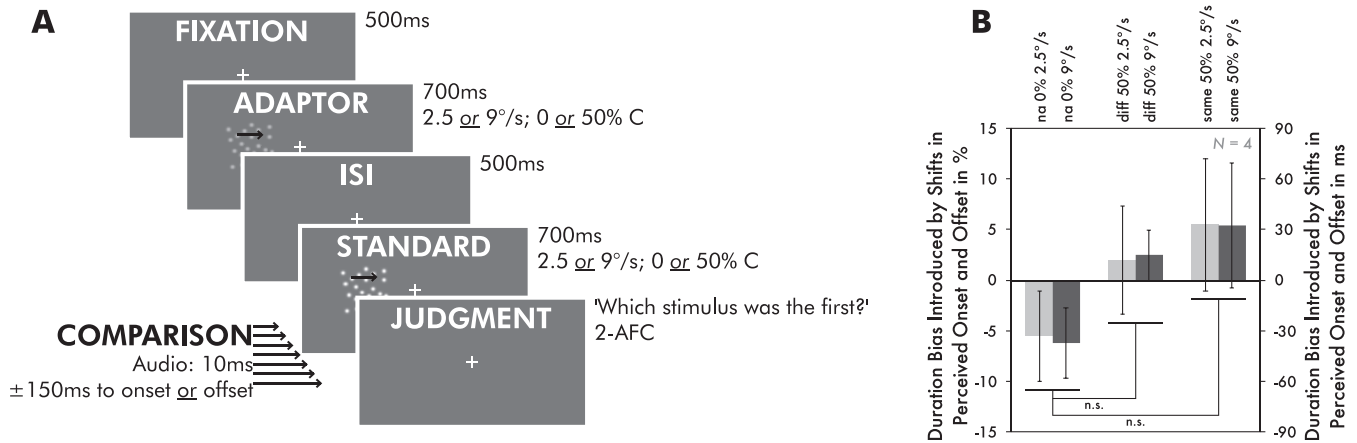 A
FIXATION
500ms
ADAPTOR
700ms
2.5 or 9°/s; 0 or 50% C
ISI
500ms
STANDARD
700ms
2.5 or 9°/s; 0 or 50% C
JUDGMENT
'Which stimulus was the first?'
2-AFC
COMPARISON
Audio: 10ms
±150ms to onset or offset
B
na 0% 2.5°/s
na 0% 9°/s
diff 50% 2.5°/s
diff 50% 9°/s
same 50% 2.5°/s
same 50% 9°/s
Duration Bias Introduced by Shifts in
Perceived Onset and Offset in %
15
10
5
0
-5
-10
-15
N = 4
n.s.
n.s.
90
60
30
0
-30
-60
-90
Duration Bias Introduced by Shifts in
Perceived Onset and Offset in ms